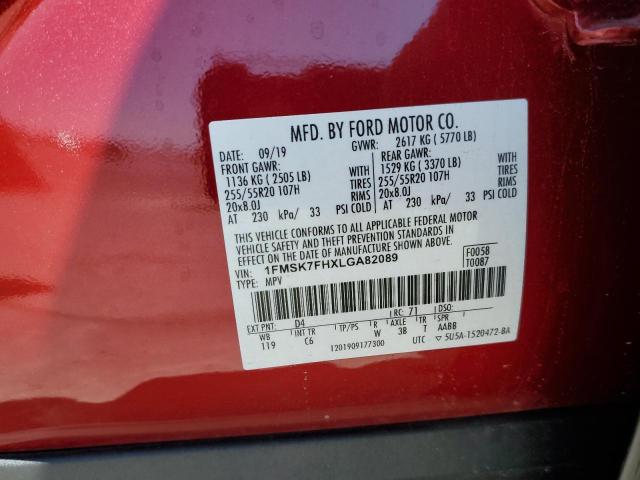 MFD. BY FORD MOTOR CO.
DATE: 09/19 GVWR: 2617 KG ( 5770 LB)
FRONT GAWR: REAR GAWR:
1136 KG ( 2505 LB) WITH 1529 KG ( 3370 LB) WITH
255/55R20 107H TIRES 255/55R20 107H TIRES
20x8.0J RIMS 20x8.0J RIMS
AT 230 kPa/ 33 PSI COLD AT 230 kPa/ 33 PSI COLD
THIS VEHICLE CONFORMS TO ALL APPLICABLE FEDERAL MOTOR
VEHICLE SAFETY AND THEFT PREVENTION STANDARDS IN EFFECT
ON THE DATE OF MANUFACTURE SHOWN ABOVE.
VIN: 1FMSK7FHXLGA82089 F0058
TYPE: MPV T0087
EXT PNT: D4 RC: 71 DSO:
WB INT TR TP/PS R AXLE TR SPR
119 C6 W 3B T AABB
1201909177300 UTC ▽ 5U5A-1520472-BA